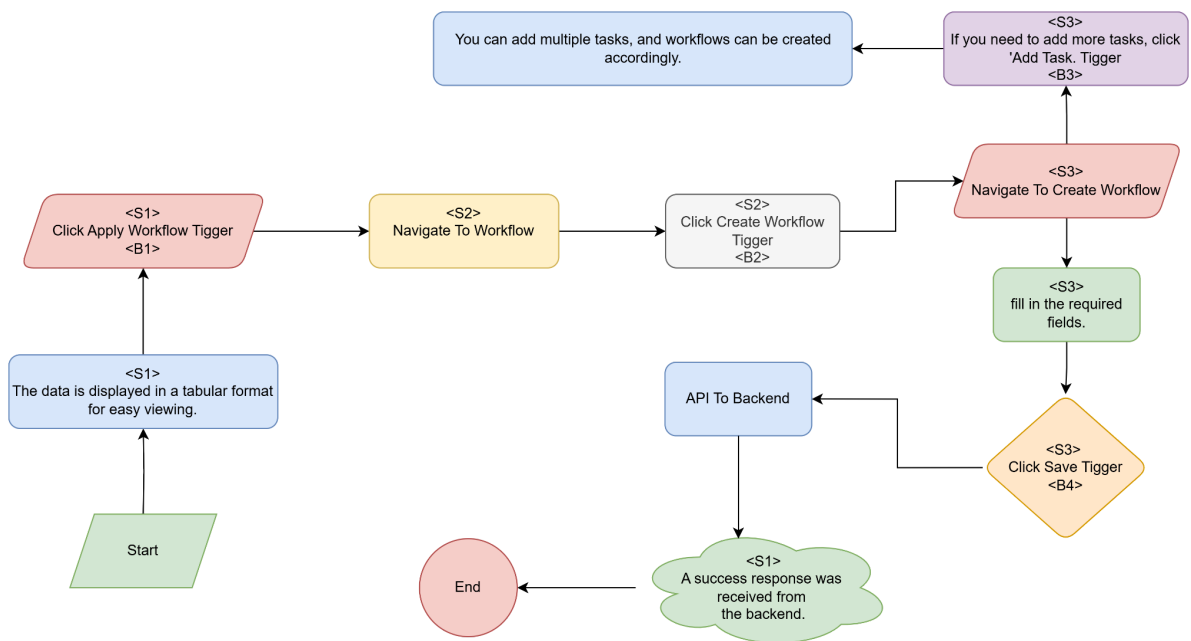 You can add multiple tasks, and workflows can be created
accordingly.
<S3>
If you need to add more tasks, click
'Add Task. Tigger
<B3>
<S3>
Navigate To Create Workflow
<S1>
Click Apply Workflow Tigger
<B1>
<S2>
Navigate To Workflow
<S2>
Click Create Workflow
Tigger
<B2>
<S3>
fill in the required
fields.
<S1>
The data is displayed in a tabular format
for easy viewing.
API To Backend
<S3>
Click Save Tigger
<B4>
Start
End
<S1>
A success response was
received from
the backend.